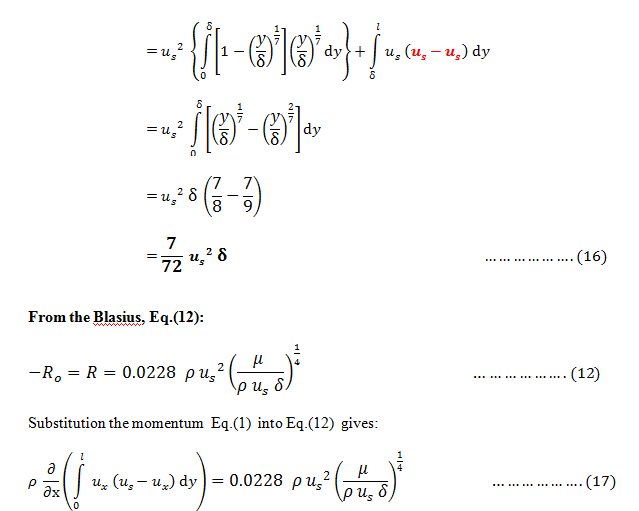 = u_s² { ∫₀^δ [1 − (y/δ)^(1/7)] (y/δ)^(1/7) dy } + ∫_δ^l u_s (u_s − u_s) dy
= u_s² ∫₀^δ [(y/δ)^(1/7) − (y/δ)^(2/7)] dy
= u_s² δ (7/8 − 7/9)
= 7/72 u_s² δ ... ... ... ... .... (16)
From the Blasius, Eq.(12):
−R_o = R = 0.0228 ρ u_s² (μ/(ρ u_s δ))^(1/4) ... ... ... ... .... (12)
Substitution the momentum Eq.(1) into Eq.(12) gives:
ρ ∂/∂x ( ∫₀^l u_x (u_s − u_x) dy ) = 0.0228 ρ u_s² (μ/(ρ u_s δ))^(1/4) ... ... ... ... .... (17)